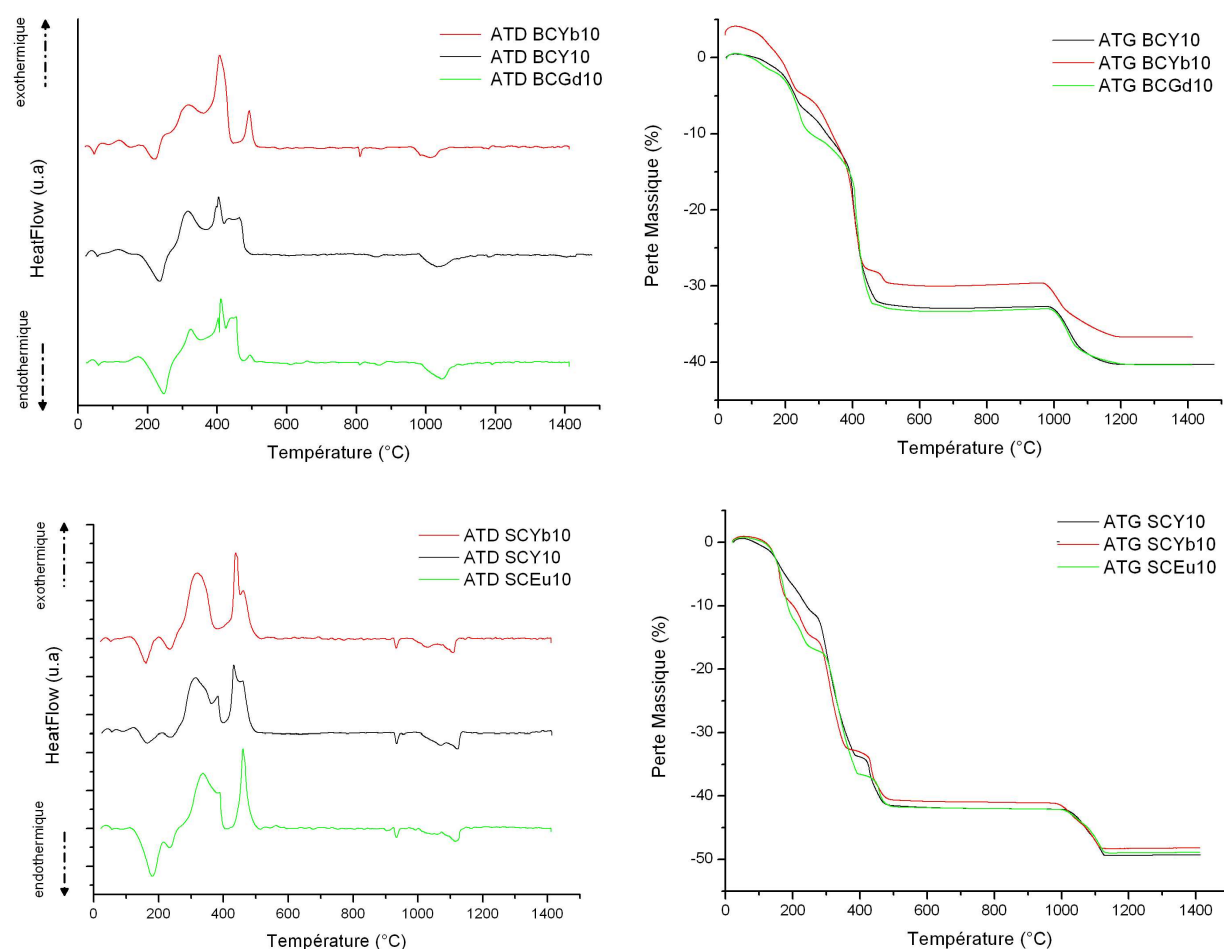 exothermique
HeatFlow (u.a)
endothermique
ATD BCYb10
ATD BCY10
ATD BCGd10
0 200 400 600 800 1000 1200 1400
Température (°C)
Perte Massique (%)
ATG BCY10
ATG BCYb10
ATG BCGd10
0
-10
-20
-30
-40
0 200 400 600 800 1000 1200 1400
Température (°C)
exothermique
HeatFlow (u.a)
endothermique
ATD SCYb10
ATD SCY10
ATD SCEu10
0 200 400 600 800 1000 1200 1400
Température (°C)
Perte Massique (%)
ATG SCY10
ATG SCYb10
ATG SCEu10
0
-10
-20
-30
-40
-50
0 200 400 600 800 1000 1200 1400
Température (°C)